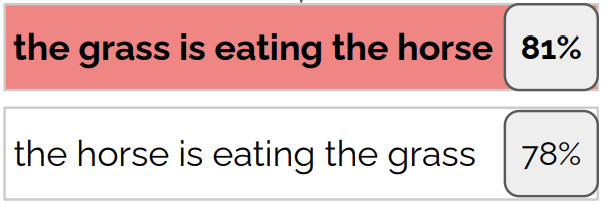 the grass is eating the horse 81%
the horse is eating the grass 78%